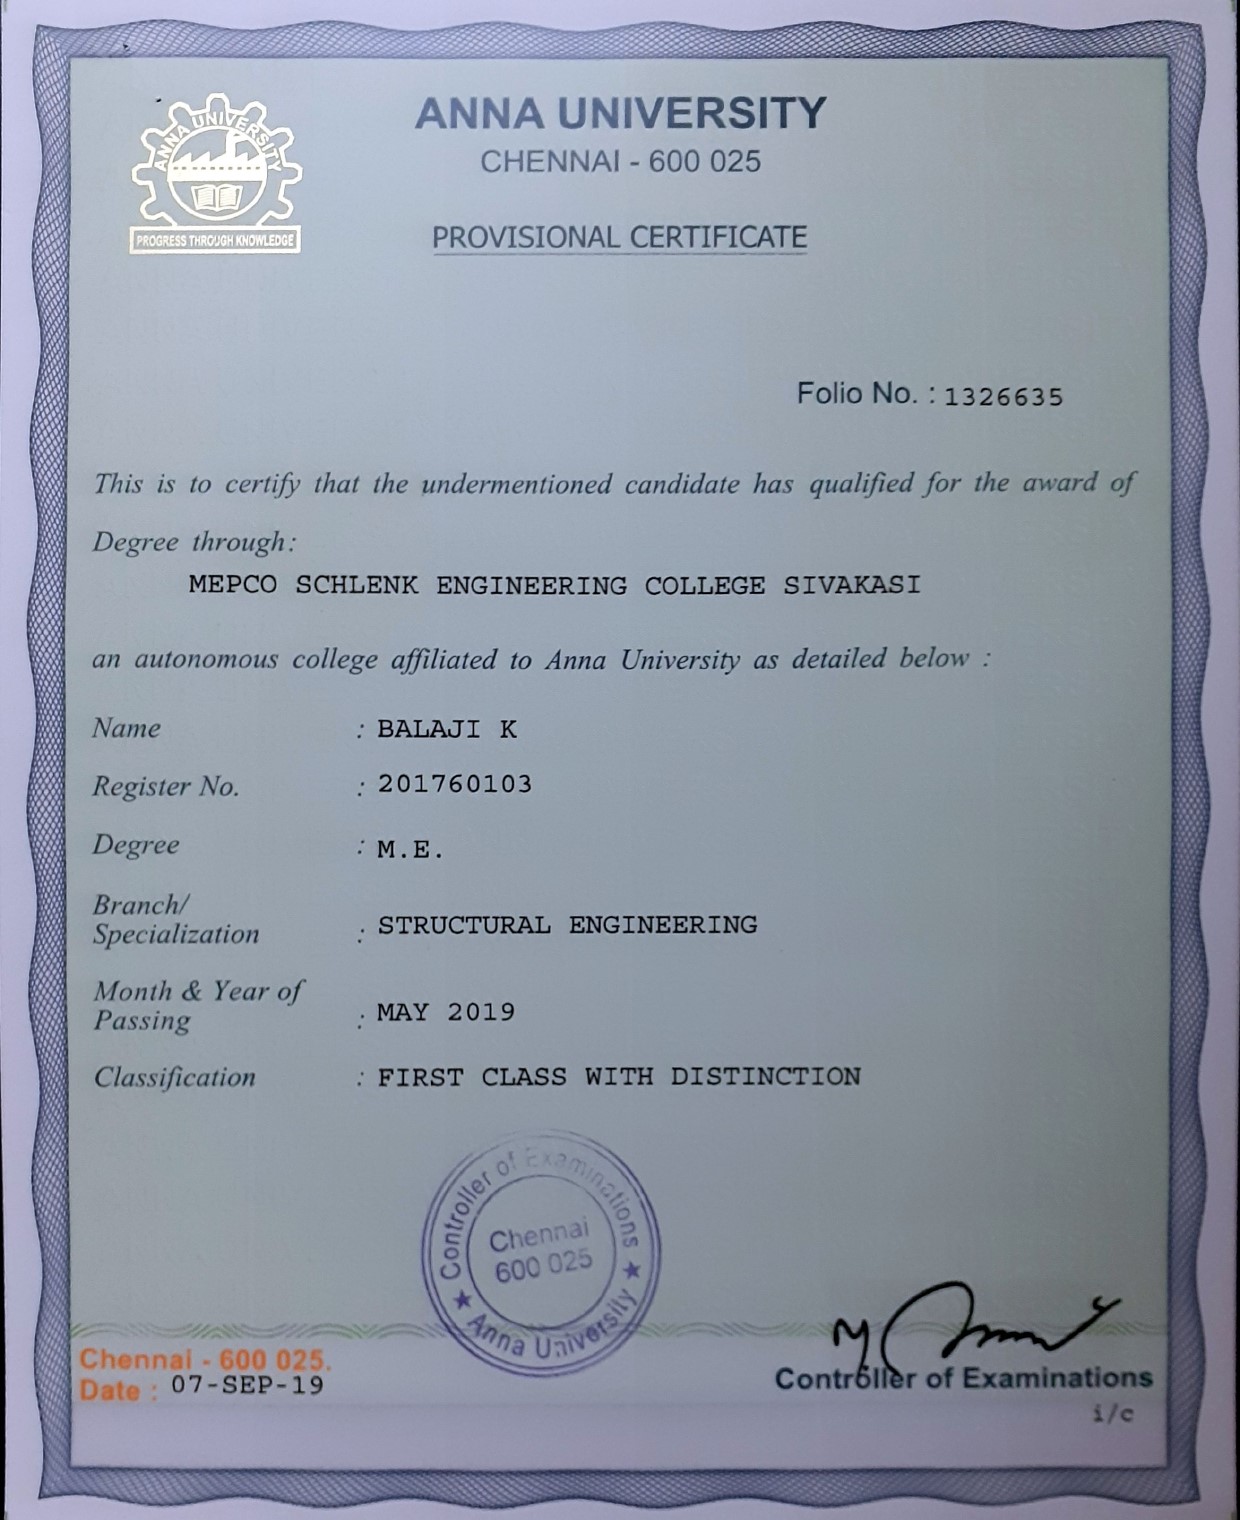 ANNA UNIVERSITY
PROGRESS THROUGH KNOWLEDGE
ANNA UNIVERSITY
CHENNAI - 600 025
PROVISIONAL CERTIFICATE
Folio No. : 1326635
This is to certify that the undermentioned candidate has qualified for the award of
Degree through:
MEPCO SCHLENK ENGINEERING COLLEGE SIVAKASI
an autonomous college affiliated to Anna University as detailed below :
Name : BALAJI K
Register No. : 201760103
Degree : M.E.
Branch/
Specialization : STRUCTURAL ENGINEERING
Month & Year of
Passing : MAY 2019
Classification : FIRST CLASS WITH DISTINCTION
Controller of Examinations
Chennai
600 025
★ Anna University ★
Chennai - 600 025.
Date : 07-SEP-19
Controller of Examinations
i/c